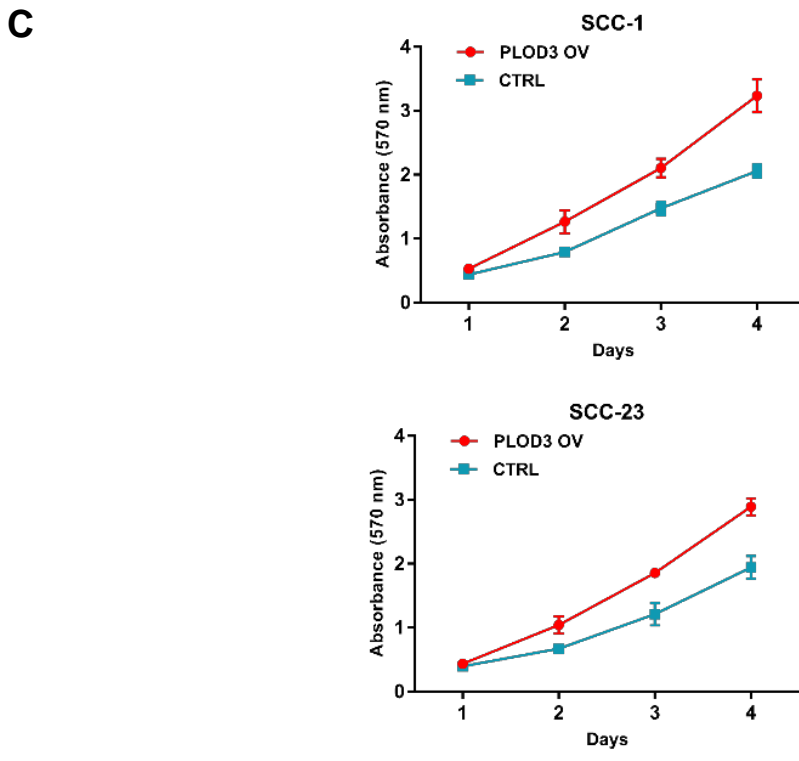 C
SCC-1
PLOD3 OV
CTRL
Absorbance (570 nm)
4
3
2
1
0
1 2 3 4
Days
SCC-23
PLOD3 OV
CTRL
Absorbance (570 nm)
4
3
2
1
0
1 2 3 4
Days